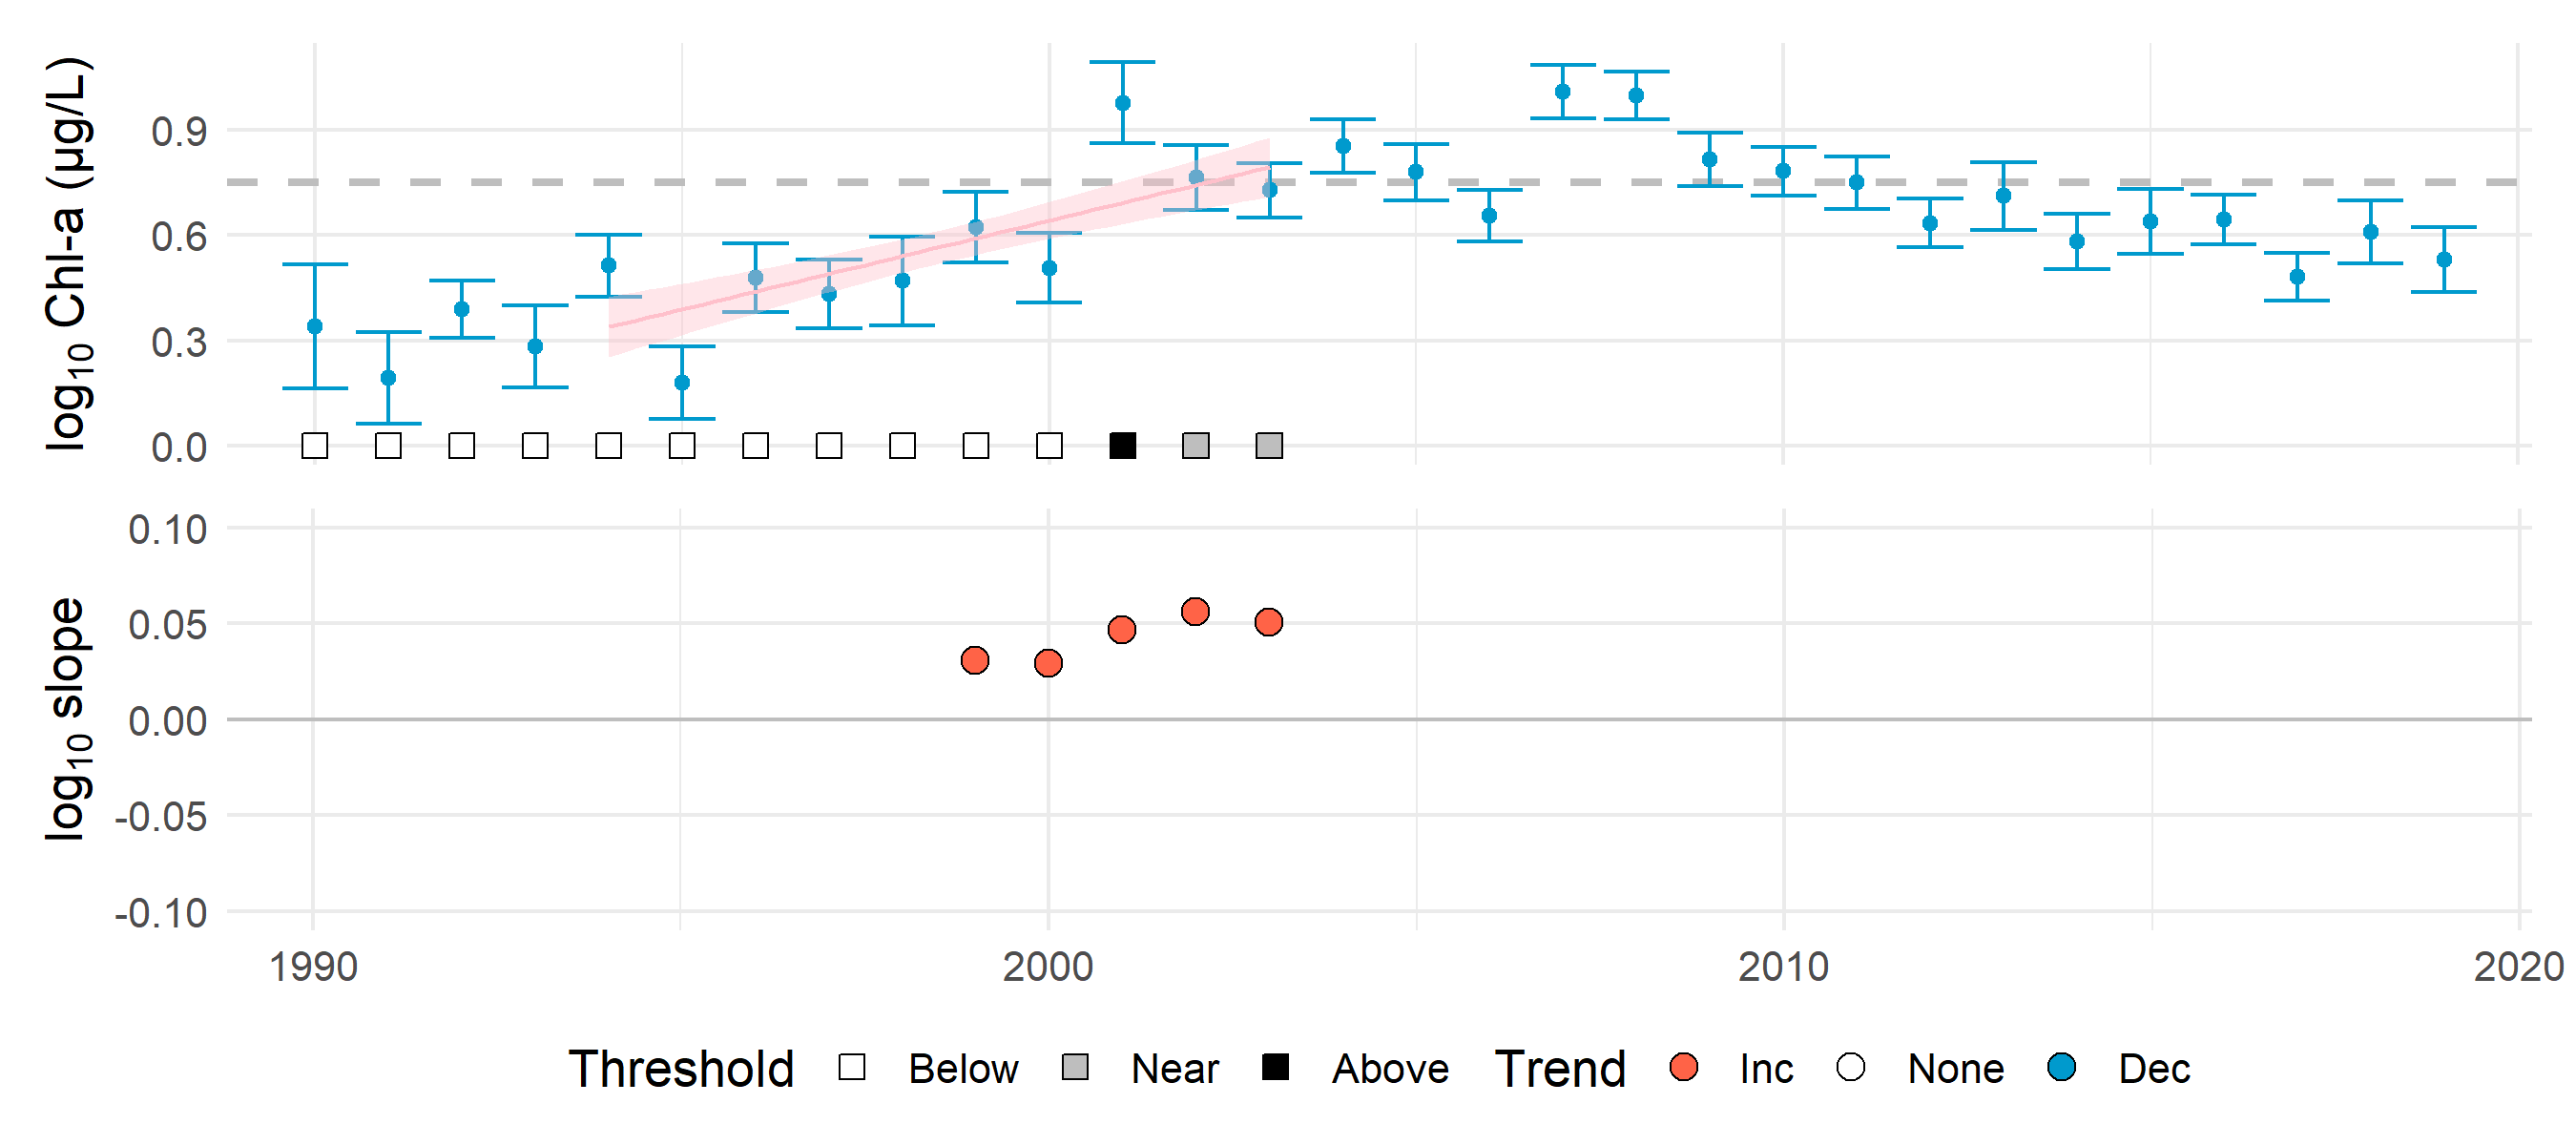 log₁₀ Chl-a (µg/L)
0.9
0.6
0.3
0.0
log₁₀ slope
0.10
0.05
0.00
-0.05
-0.10
1990 2000 2010 2020
Threshold Below Near Above Trend Inc None Dec